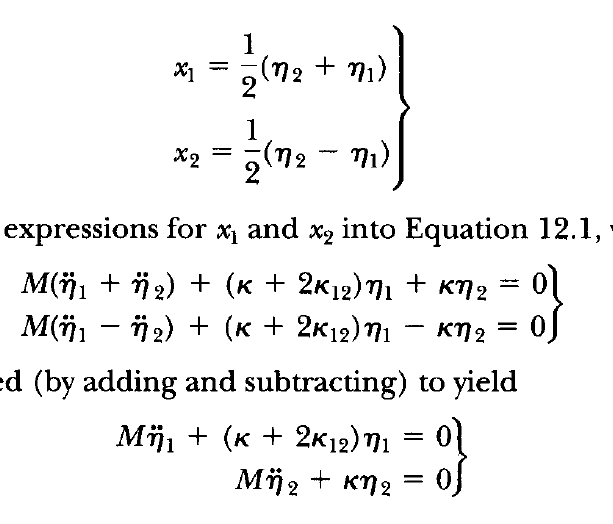 x₁ = 1/2(η₂ + η₁)
x₂ = 1/2(η₂ − η₁)}
expressions for x₁ and x₂ into Equation 12.1,
M(η̈₁ + η̈₂) + (κ + 2κ₁₂)η₁ + κη₂ = 0
M(η̈₁ − η̈₂) + (κ + 2κ₁₂)η₁ − κη₂ = 0}
(by adding and subtracting) to yield
Mη̈₁ + (κ + 2κ₁₂)η₁ = 0
Mη̈₂ + κη₂ = 0}